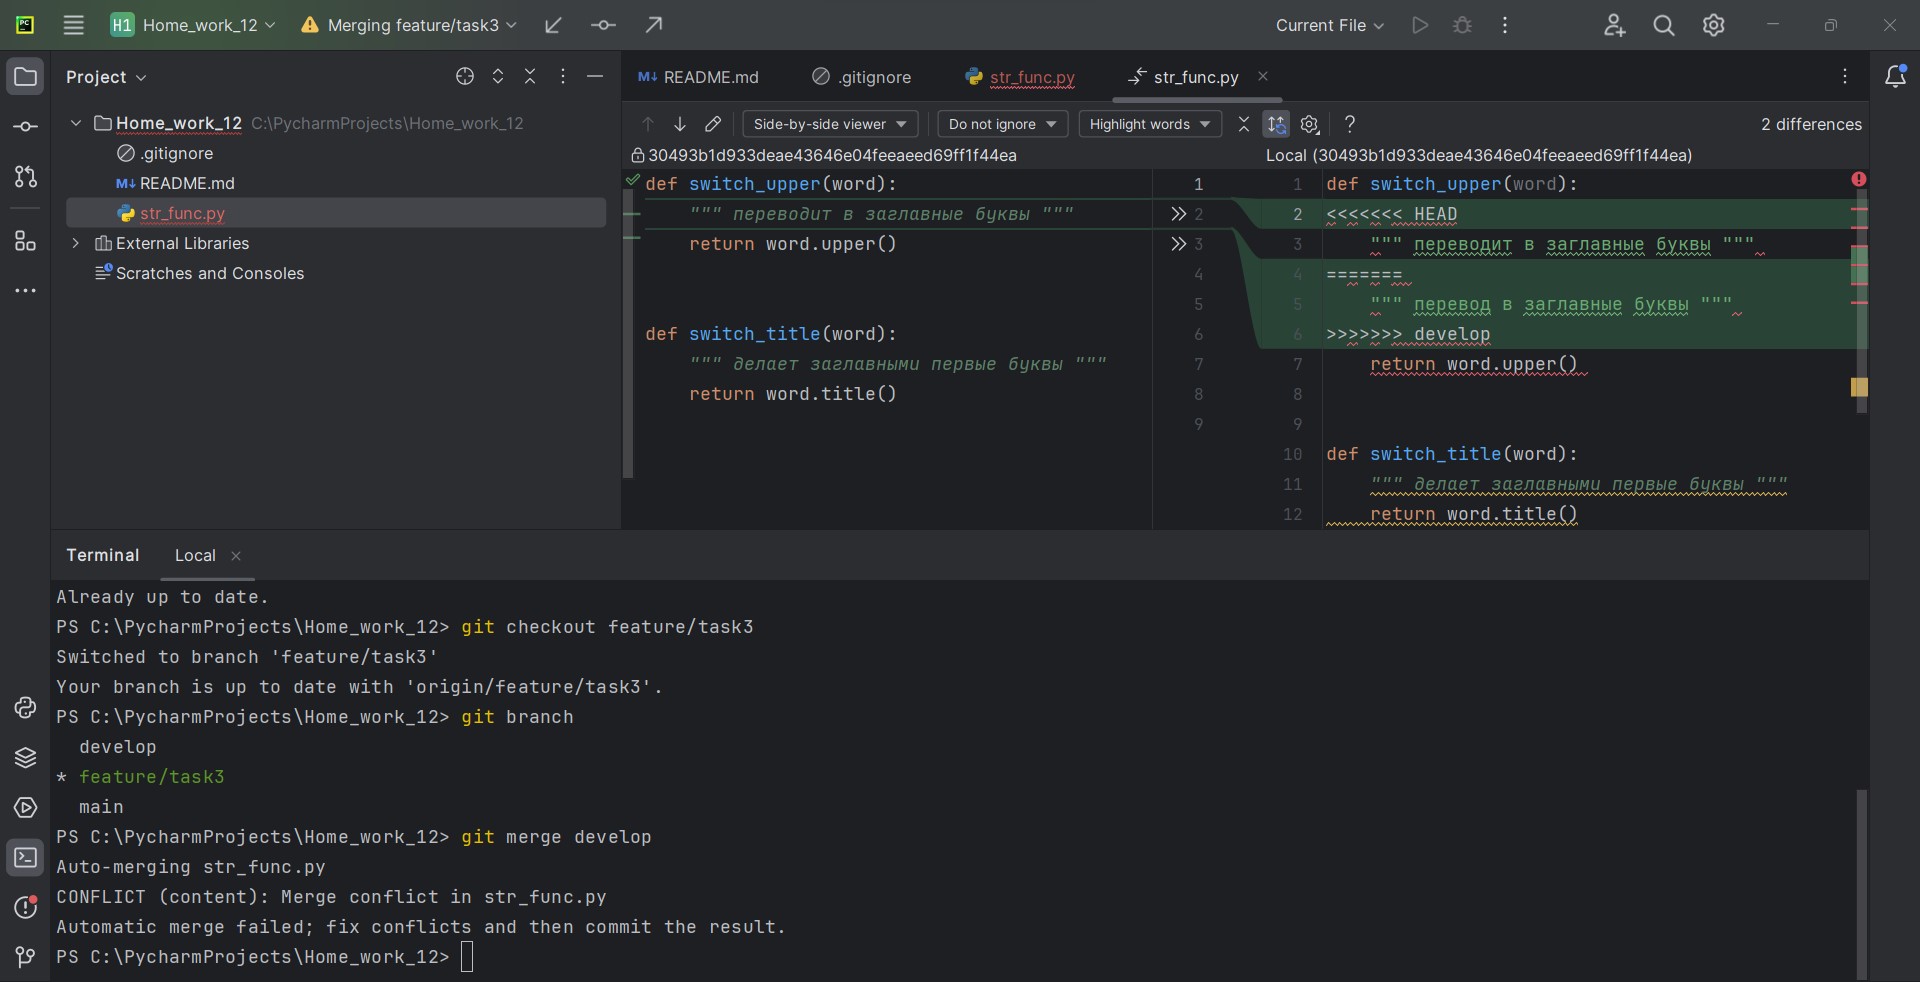 PC H1 Home_work_12 Merging feature/task3 Current File
Project
Home_work_12 C:\PycharmProjects\Home_work_12
.gitignore
M↓ README.md
str_func.py
External Libraries
Scratches and Consoles
M↓ README.md .gitignore str_func.py str_func.py
Side-by-side viewer Do not ignore Highlight words ? 2 differences
30493b1d933deae43646e04feeaeed69ff1f44ea Local (30493b1d933deae43646e04feeaeed69ff1f44ea)
def switch_upper(word): 1
""" переводит в заглавные буквы """ 2
return word.upper() 3
4
5
def switch_title(word): 6
""" делает заглавными первые буквы """ 7
return word.title() 8
9
1 def switch_upper(word):
2 <<<<<<< HEAD
3 """ переводит в заглавные буквы """
4 =======
5 """ перевод в заглавные буквы """
6 >>>>>>> develop
7 return word.upper()
8
9
10 def switch_title(word):
11 """ делает заглавными первые буквы """
12 return word.title()
Terminal Local
Already up to date.
PS C:\PycharmProjects\Home_work_12> git checkout feature/task3
Switched to branch 'feature/task3'
Your branch is up to date with 'origin/feature/task3'.
PS C:\PycharmProjects\Home_work_12> git branch
develop
* feature/task3
main
PS C:\PycharmProjects\Home_work_12> git merge develop
Auto-merging str_func.py
CONFLICT (content): Merge conflict in str_func.py
Automatic merge failed; fix conflicts and then commit the result.
PS C:\PycharmProjects\Home_work_12>